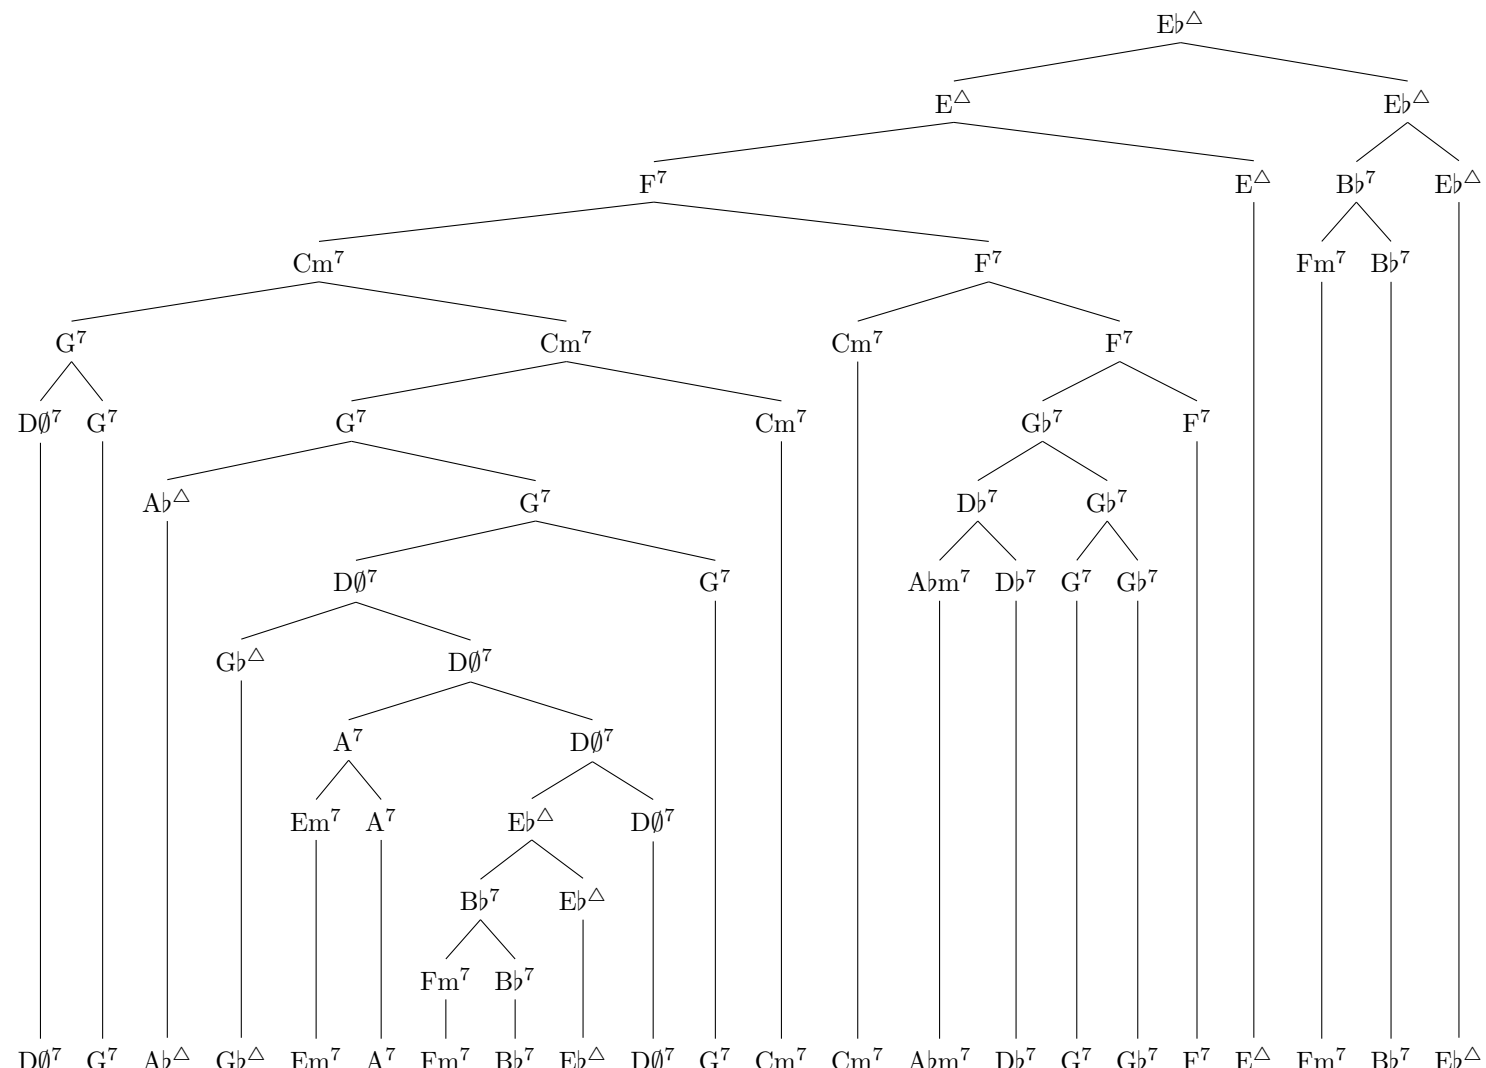 E♭△
E△ E♭△
F⁷ E△ B♭⁷ E♭△
Cm⁷ F⁷ Fm⁷ B♭⁷
G⁷ Cm⁷ Cm⁷ F⁷
D∅⁷ G⁷ G⁷ Cm⁷ G♭⁷ F⁷
A♭△ G⁷ D♭⁷ G♭⁷
D∅⁷ G⁷ A♭m⁷ D♭⁷ G⁷ G♭⁷
G♭△ D∅⁷
A⁷ D∅⁷
Em⁷ A⁷ E♭△ D∅⁷
B♭⁷ E♭△
Fm⁷ B♭⁷
D∅⁷ G⁷ A♭△ G♭△ Em⁷ A⁷ Fm⁷ B♭⁷ E♭△ D∅⁷ G⁷ Cm⁷ Cm⁷ A♭m⁷ D♭⁷ G⁷ G♭⁷ F⁷ E△ Fm⁷ B♭⁷ E♭△